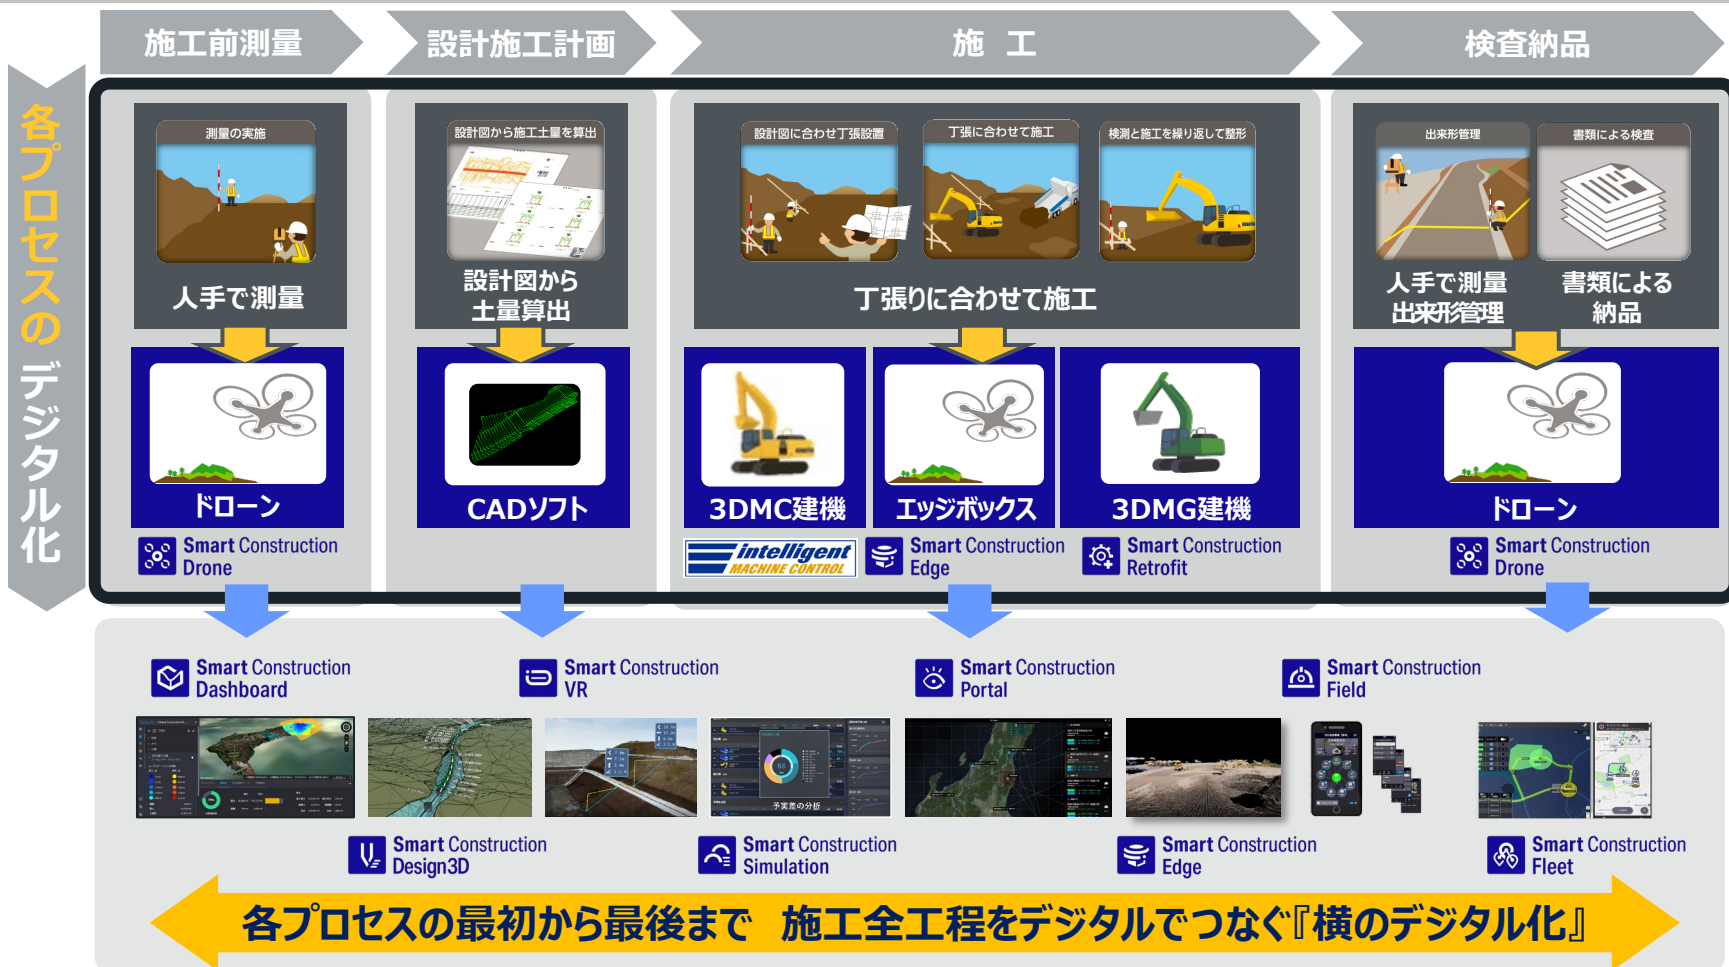 施工前測量
設計施工計画
施 工
検査納品
各プロセスの デジタル化
測量の実施
人手で測量
設計図から施工土量を算出
設計図から
土量算出
設計図に合わせ丁張設置
丁張に合わせて施工
検測と施工を繰り返して整形
丁張りに合わせて施工
出来形管理
書類による検査
人手で測量
出来形管理
書類による
納品
ドローン
CADソフト
3DMC建機
エッジボックス
3DMG建機
ドローン
Smart Construction
Drone
intelligent
MACHINE CONTROL
Smart Construction
Edge
Smart Construction
Retrofit
Smart Construction
Drone
Smart Construction
Dashboard
Smart Construction
VR
Smart Construction
Portal
Smart Construction
Field
予実差の分析
Smart Construction
Design3D
Smart Construction
Simulation
Smart Construction
Edge
Smart Construction
Fleet
各プロセスの最初から最後まで 施工全工程をデジタルでつなぐ『横のデジタル化』